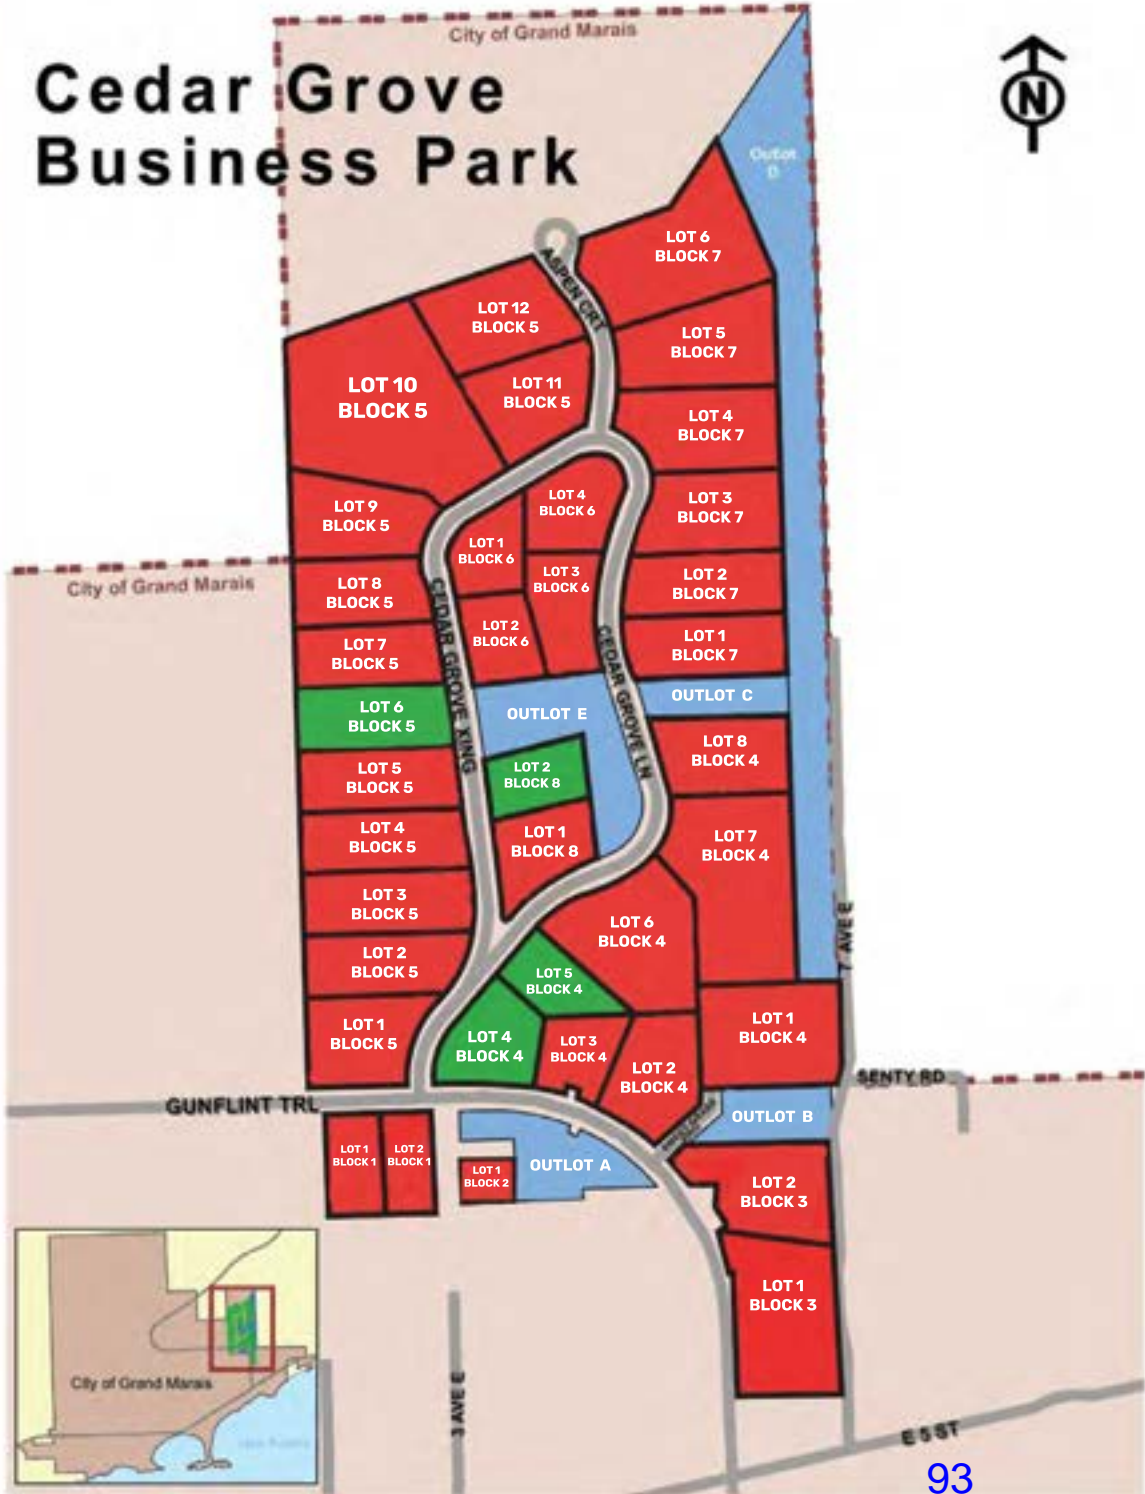 City of Grand Marais
Cedar Grove
Business Park
N
Outlot
D
LOT 6
BLOCK 7
ASPEN CRT
LOT 12
BLOCK 5
LOT 5
BLOCK 7
LOT 10
BLOCK 5
LOT 11
BLOCK 5
LOT 4
BLOCK 7
LOT 9
BLOCK 5
LOT 4
BLOCK 6
LOT 3
BLOCK 7
LOT 1
BLOCK 6
City of Grand Marais
LOT 8
BLOCK 5
CEDAR GROVE XING
LOT 3
BLOCK 6
LOT 2
BLOCK 7
LOT 7
BLOCK 5
LOT 2
BLOCK 6
CEDAR GROVE LN
LOT 1
BLOCK 7
LOT 6
BLOCK 5
OUTLOT E
OUTLOT C
LOT 5
BLOCK 5
LOT 2
BLOCK 8
LOT 8
BLOCK 4
LOT 4
BLOCK 5
LOT 1
BLOCK 8
LOT 7
BLOCK 4
LOT 3
BLOCK 5
LOT 6
BLOCK 4
7 AVE E
LOT 2
BLOCK 5
LOT 5
BLOCK 4
LOT 1
BLOCK 5
LOT 4
BLOCK 4
LOT 3
BLOCK 4
LOT 2
BLOCK 4
LOT 1
BLOCK 4
SENTY RD
GUNFLINT TRL
OUTLOT B
LOT 1
BLOCK 1
LOT 2
BLOCK 1
LOT 1
BLOCK 2
OUTLOT A
LOT 2
BLOCK 3
LOT 1
BLOCK 3
City of Grand Marais
3 AVE E
E 5 ST
93